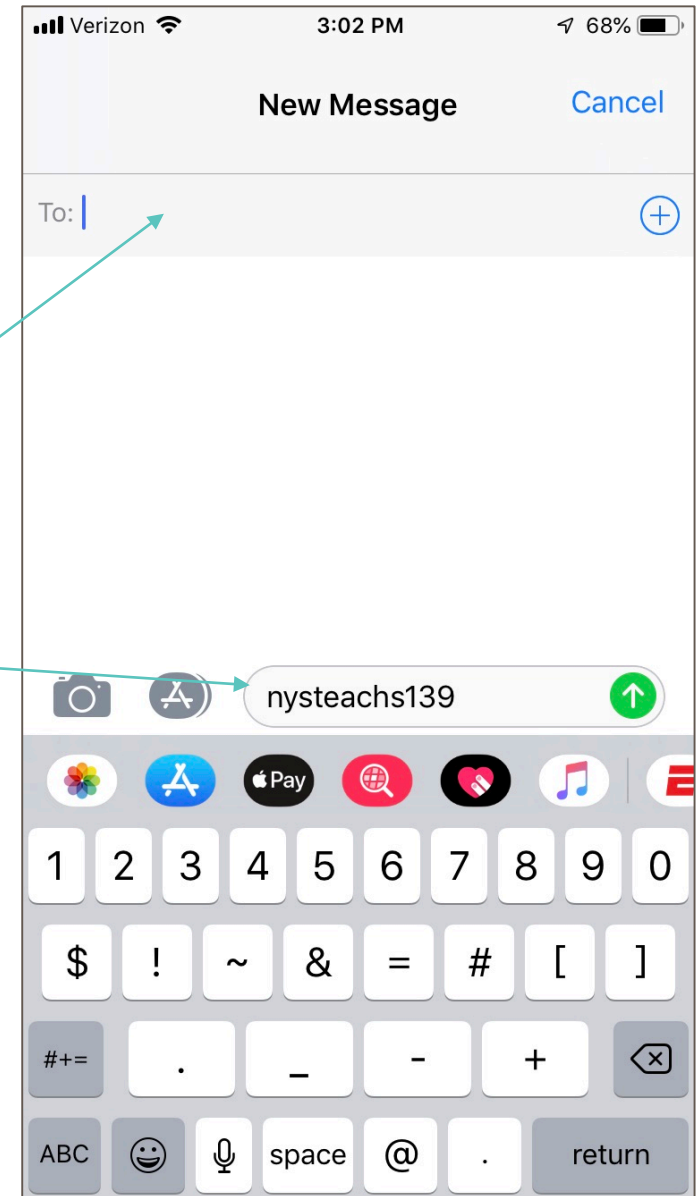 Verizon 3:02 PM 68%
New Message Cancel
To:
nysteachs139
Pay
1 2 3 4 5 6 7 8 9 0
$ ! ~ & = # [ ]
#+= . _ - +
ABC space @ . return